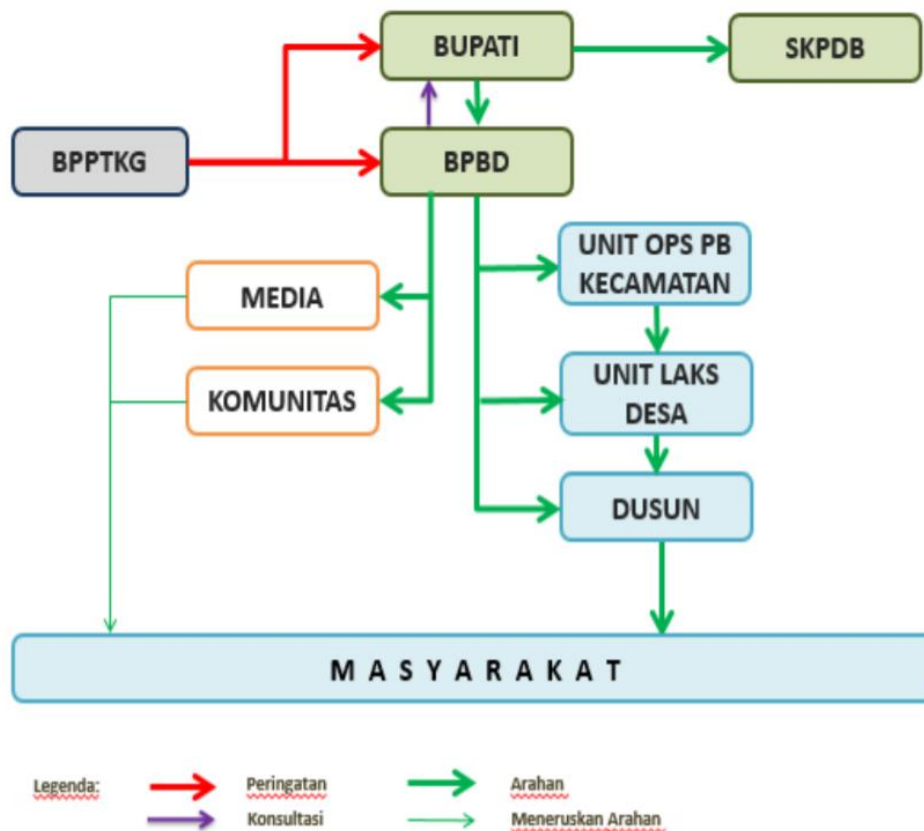 BUPATI
SKPDB
BPPTKG
BPBD
UNIT OPS PB
KECAMATAN
MEDIA
UNIT LAKS
DESA
KOMUNITAS
DUSUN
M A S Y A R A K A T
Legenda:
Peringatan
Arahan
Konsultasi
Meneruskan Arahan